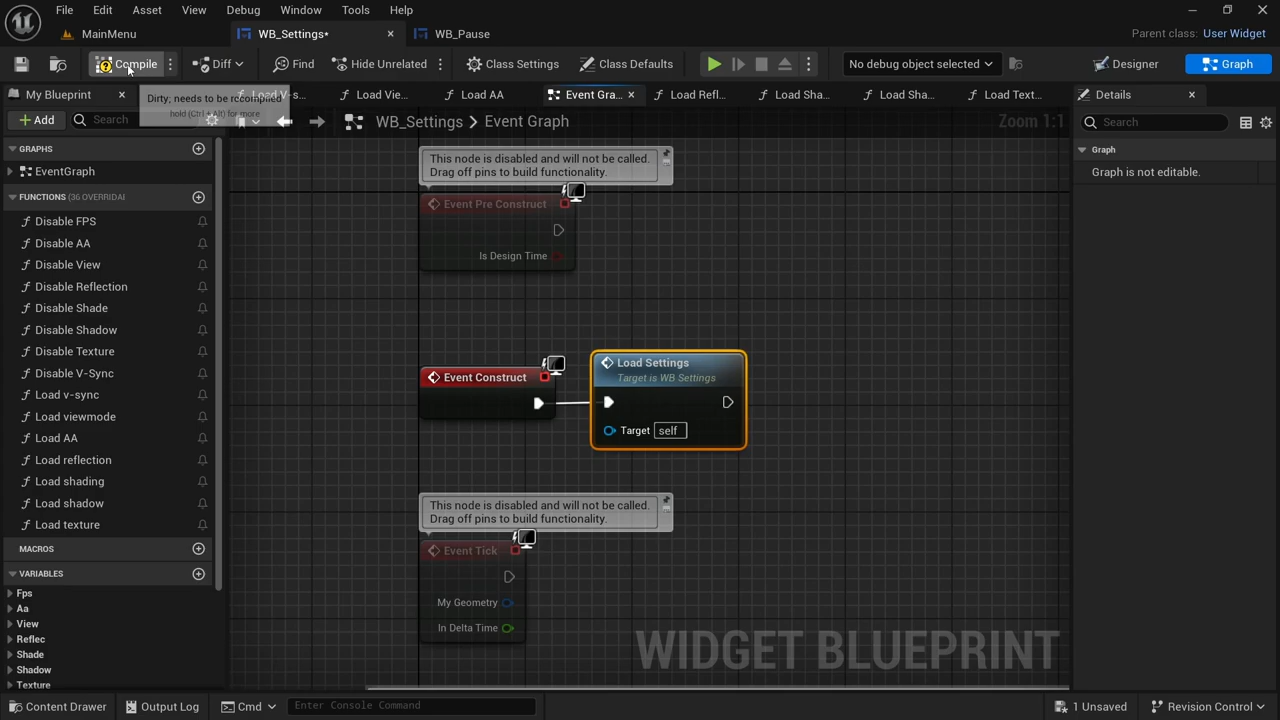 File Edit Asset View Debug Window Tools Help
MainMenu WB_Settings* WB_Pause Parent class: User Widget
Compile Diff Find Hide Unrelated Class Settings Class Defaults No debug object selected Designer Graph
My Blueprint Load V-s... Load Vie... Load AA Event Gra... Load Refl... Load Sha... Load Sha... Load Text... Details
Dirty; needs to be recompiled
hold (Ctrl + Alt) for more
Add Search WB_Settings > Event Graph Zoom 1:1 Search
GRAPHS
EventGraph
FUNCTIONS (36 OVERRIDAI
Disable FPS
Disable AA
Disable View
Disable Reflection
Disable Shade
Disable Shadow
Disable Texture
Disable V-Sync
Load v-sync
Load viewmode
Load AA
Load reflection
Load shading
Load shadow
Load texture
MACROS
VARIABLES
Fps
Aa
View
Reflec
Shade
Shadow
Texture
This node is disabled and will not be called.
Drag off pins to build functionality.
Event Pre Construct
Is Design Time
Event Construct
Load Settings
Target is WB Settings
Target self
This node is disabled and will not be called.
Drag off pins to build functionality.
Event Tick
My Geometry
In Delta Time
WIDGET BLUEPRINT
Graph
Graph is not editable.
Content Drawer Output Log Cmd Enter Console Command 1 Unsaved Revision Control